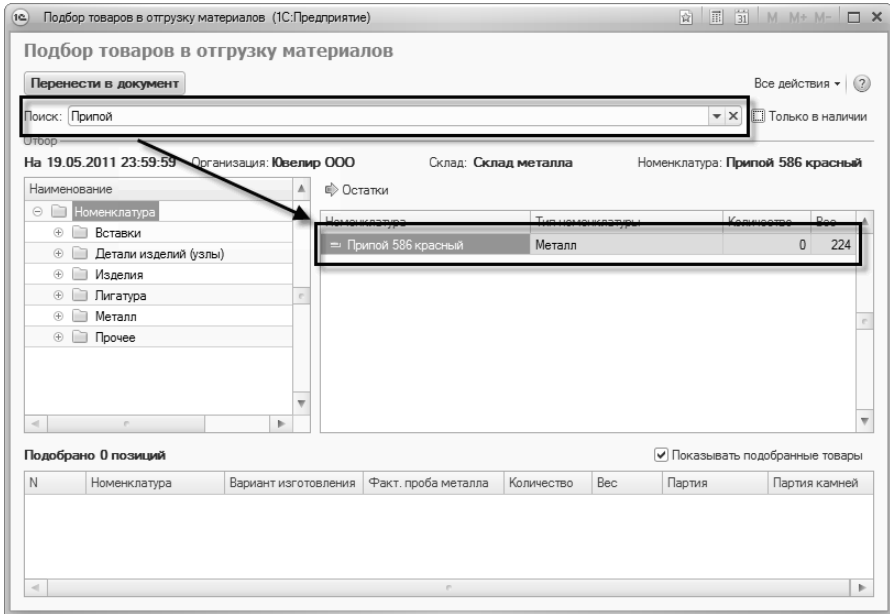 Подбор товаров в отгрузку материалов (1С:Предприятие)
M M+ M-
Подбор товаров в отгрузку материалов
Перенести в документ
Все действия
?
Поиск: Припой
Только в наличии
Отбор
На 19.05.2011 23:59:59 Организация: Ювелир ООО Склад: Склад металла Номенклатура: Припой 586 красный
Наименование
Номенклатура
Вставки
Детали изделий (узлы)
Изделия
Лигатура
Металл
Прочее
Остатки
Номенклатура Тип номенклатуры Количество Вес
Припой 586 красный Металл 0 224
Подобрано 0 позиций
Показывать подобранные товары
N Номенклатура Вариант изготовления Факт. проба металла Количество Вес Партия Партия камней